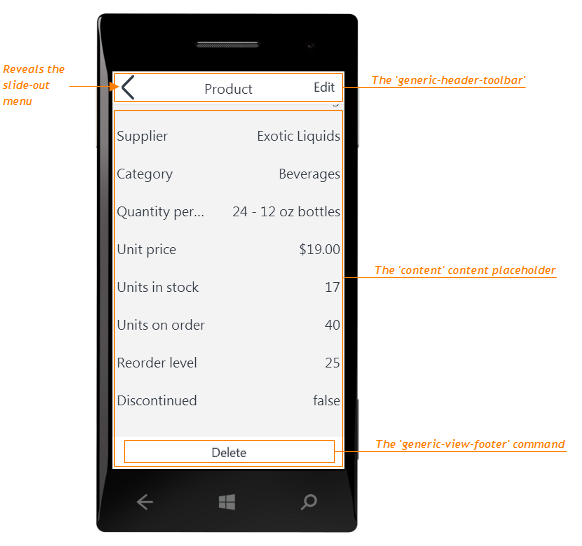 Reveals the
slide-out
menu
Product
Edit
The 'generic-header-toolbar'
Supplier
Exotic Liquids
Category
Beverages
Quantity per...
24 - 12 oz bottles
Unit price
$19.00
The 'content' content placeholder
Units in stock
17
Units on order
40
Reorder level
25
Discontinued
false
Delete
The 'generic-view-footer' command